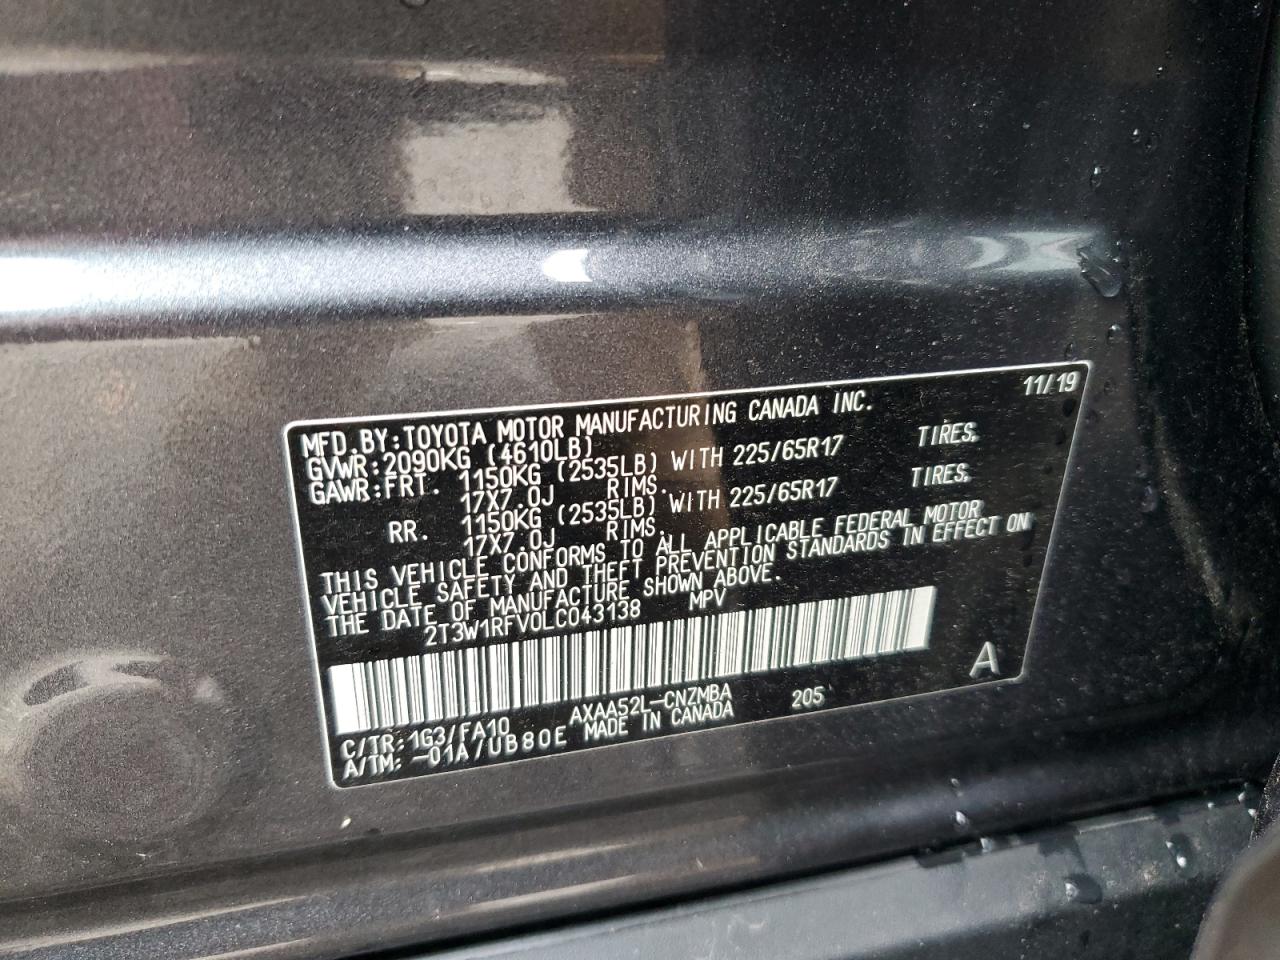 11/19
MFD.BY:TOYOTA MOTOR MANUFACTURING CANADA INC.
GVWR:2090KG (4610LB)
GAWR:FRT. 1150KG (2535LB) WITH 225/65R17 TIRES,
17X7.0J RIMS.
RR. 1150KG (2535LB) WITH 225/65R17 TIRES,
17X7.0J RIMS.
THIS VEHICLE CONFORMS TO ALL APPLICABLE FEDERAL MOTOR
VEHICLE SAFETY AND THEFT PREVENTION STANDARDS IN EFFECT ON
THE DATE OF MANUFACTURE SHOWN ABOVE.
2T3W1RFV0LC043138 MPV
A
C/TR:1G3/FA10 AXAA52L-CNZMBA 205
A/TM:-01A/UB80E MADE IN CANADA